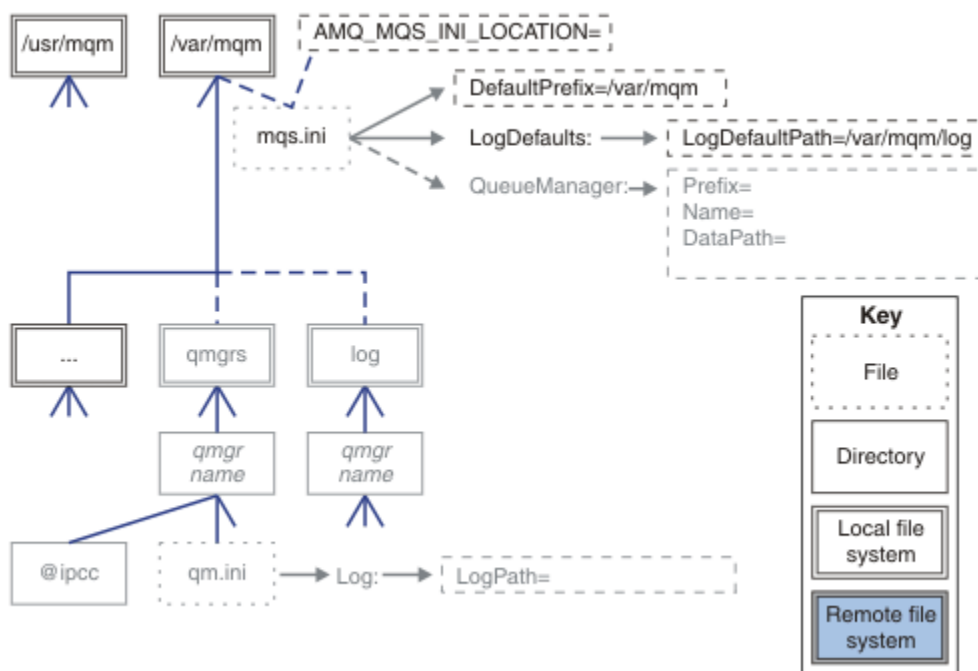 /usr/mqm
/var/mqm
AMQ_MQS_INI_LOCATION=
mqs.ini
DefaultPrefix=/var/mqm
LogDefaults:
LogDefaultPath=/var/mqm/log
QueueManager:
Prefix=
Name=
DataPath=
...
qmgrs
log
qmgr
name
qmgr
name
@ipcc
qm.ini
Log:
LogPath=
Key
File
Directory
Local file
system
Remote file
system